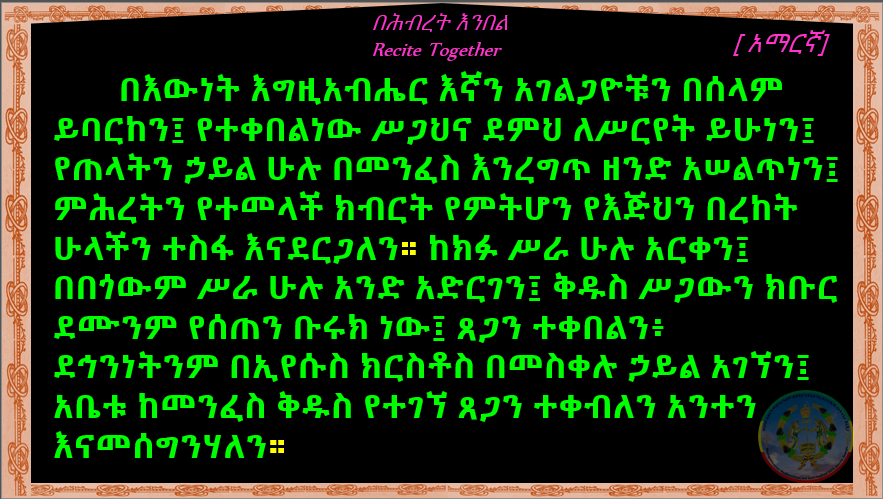 በሕብረት እንበል
Recite Together
[ አማርኛ]
በእውነት እግዚአብሔር እኛን አገልጋዮቹን በሰላም
ይባርከን፤ የተቀበልነው ሥጋህና ደምህ ለሥርየት ይሁነን፤
የጠላትን ኃይል ሁሉ በመንፈስ እንረግጥ ዘንድ አሠልጥነን፤
ምሕረትን የተመላች ክብርት የምትሆን የእጅህን በረከት
ሁላችን ተስፋ እናደርጋለን። ከክፉ ሥራ ሁሉ አርቀን፤
በበጎውም ሥራ ሁሉ አንድ አድርገን፤ ቅዱስ ሥጋውን ክቡር
ደሙንም የሰጠን ቡሩክ ነው፤ ጸጋን ተቀበልን፥
ደኅንነትንም በኢየሱስ ክርስቶስ በመስቀሉ ኃይል አገኘን፤
አቤቱ ከመንፈስ ቅዱስ የተገኘ ጸጋን ተቀብለን አንተን
እናመሰግንሃለን።